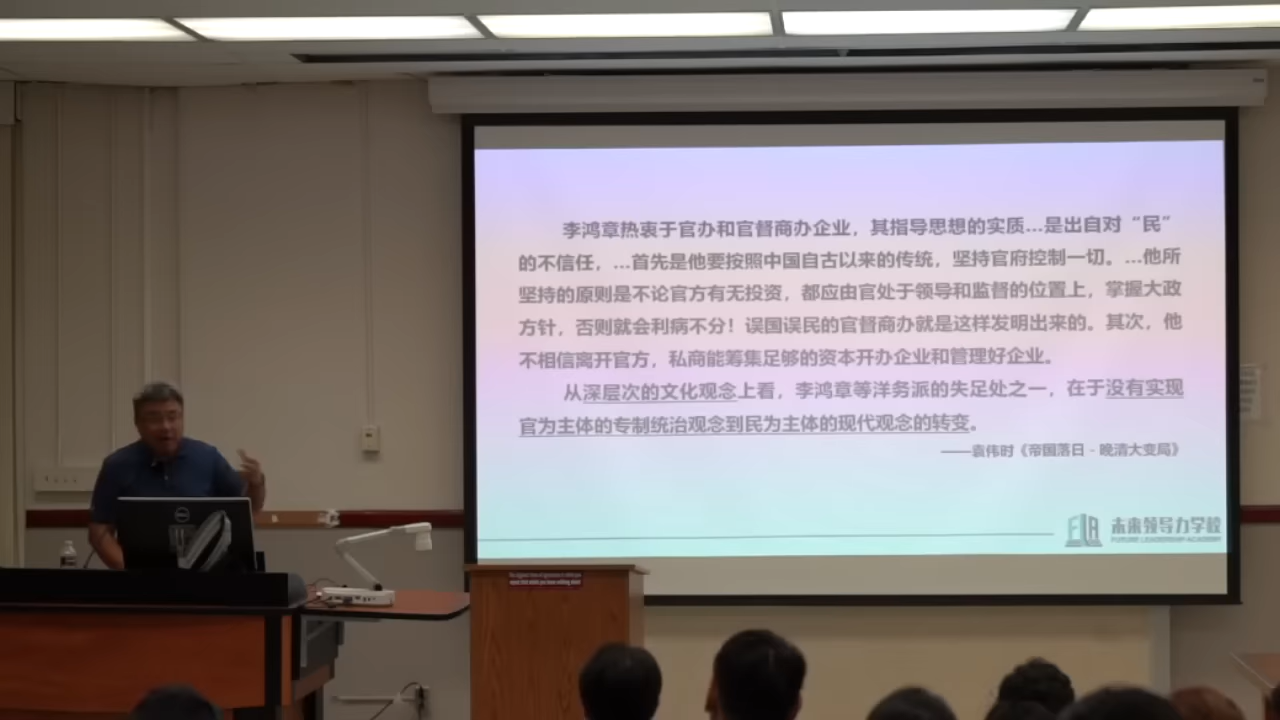 李鸿章热衷于官办和官督商办企业，其指导思想的实质...是出自对“民”
的不信任，...首先是他要按照中国自古以来的传统，坚持官府控制一切。...他所
坚持的原则是不论官方有无投资，都应由官处于领导和监督的位置上，掌握大政
方针，否则就会利病不分！误国误民的官督商办就是这样发明出来的。其次，他
不相信离开官方，私商能筹集足够的资本开办企业和管理好企业。
从深层次的文化观念上看，李鸿章等洋务派的失足处之一，在于没有实现
官为主体的专制统治观念到民为主体的现代观念的转变。
——袁伟时《帝国落日 - 晚清大变局》
未来领导力学校
FUTURE LEADERSHIP ACADEMY
DELL